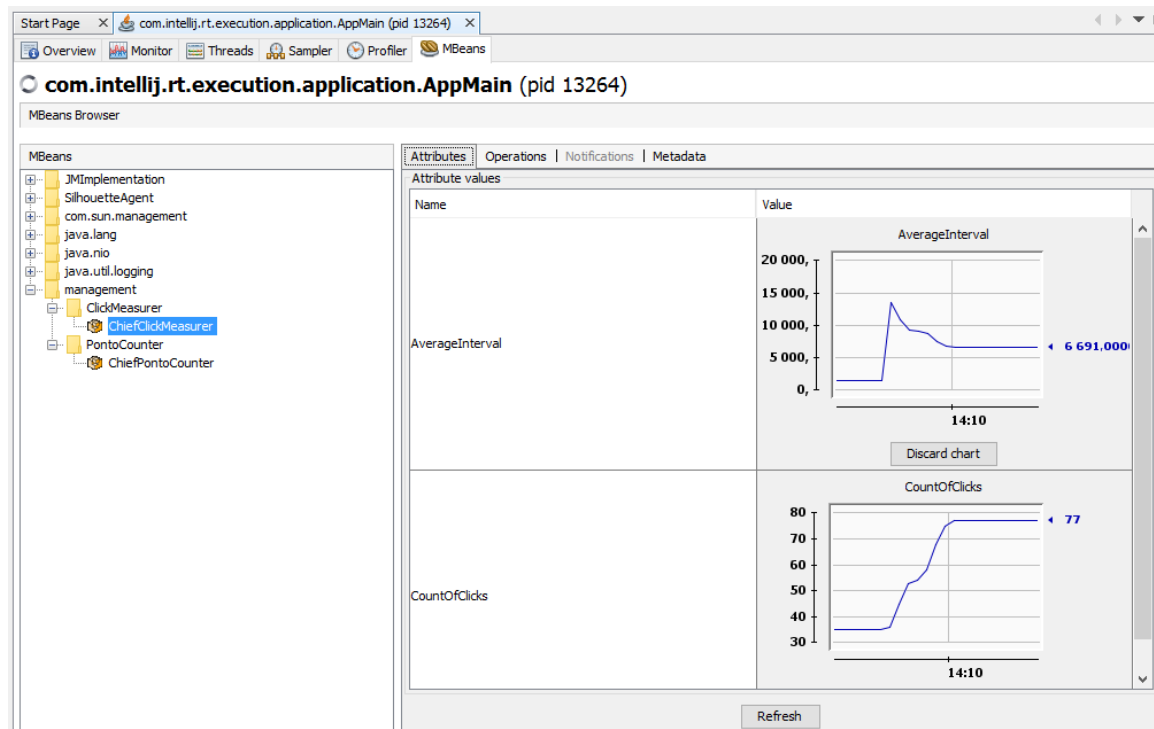 Start Page
com.intellij.rt.execution.application.AppMain (pid 13264)
Overview Monitor Threads Sampler Profiler MBeans
com.intellij.rt.execution.application.AppMain (pid 13264)
MBeans Browser
MBeans
JMImplementation
SilhouetteAgent
com.sun.management
java.lang
java.nio
java.util.logging
management
ClickMeasurer
ChiefClickMeasurer
PontoCounter
ChiefPontoCounter
Attributes Operations Notifications Metadata
Attribute values
Name Value
AverageInterval
AverageInterval
20 000,
15 000,
10 000,
5 000,
0,
6 691,000
14:10
Discard chart
CountOfClicks
CountOfClicks
80
70
60
50
40
30
77
14:10
Refresh